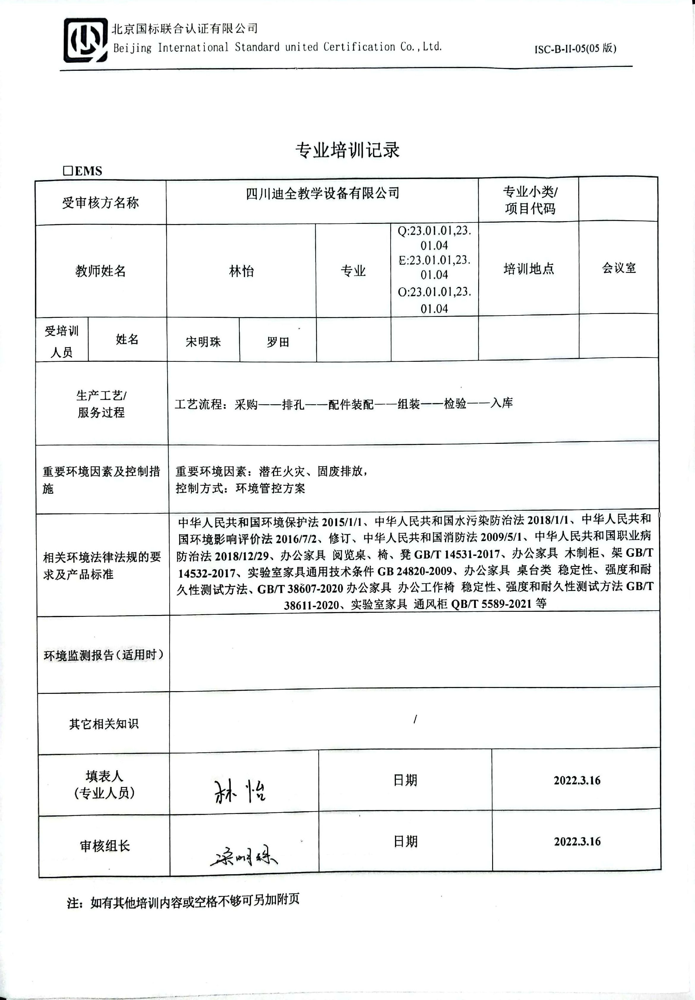 北京国标联合认证有限公司
Beijing International Standard united Certification Co.,Ltd.
ISC-B-II-05(05 版)
专业培训记录
□EMS
受审核方名称
四川迪全教学设备有限公司
专业小类/
项目代码
教师姓名
林怡
专业
Q:23.01.01,23.
01.04
E:23.01.01,23.
01.04
O:23.01.01,23.
01.04
培训地点
会议室
受培训
人员
姓名
宋明珠
罗田
生产工艺/
服务过程
工艺流程：采购——排孔——配件装配——组装——检验——入库
重要环境因素及控制措
施
重要环境因素：潜在火灾、固废排放，
控制方式：环境管控方案
相关环境法律法规的要
求及产品标准
中华人民共和国环境保护法 2015/1/1、中华人民共和国水污染防治法 2018/1/1、中华人民共和
国环境影响评价法 2016/7/2、修订、中华人民共和国消防法 2009/5/1、中华人民共和国职业病
防治法 2018/12/29、办公家具 阅览桌、椅、凳 GB/T 14531-2017、办公家具 木制柜、架 GB/T
14532-2017、实验室家具通用技术条件 GB 24820-2009、办公家具 桌台类 稳定性、强度和耐
久性测试方法、GB/T 38607-2020 办公家具 办公工作椅 稳定性、强度和耐久性测试方法 GB/T
38611-2020、实验室家具 通风柜 QB/T 5589-2021 等
环境监测报告（适用时）
其它相关知识
/
填表人
（专业人员）
林怡
日期
2022.3.16
审核组长
宋明珠
日期
2022.3.16
注：如有其他培训内容或空格不够可另加附页